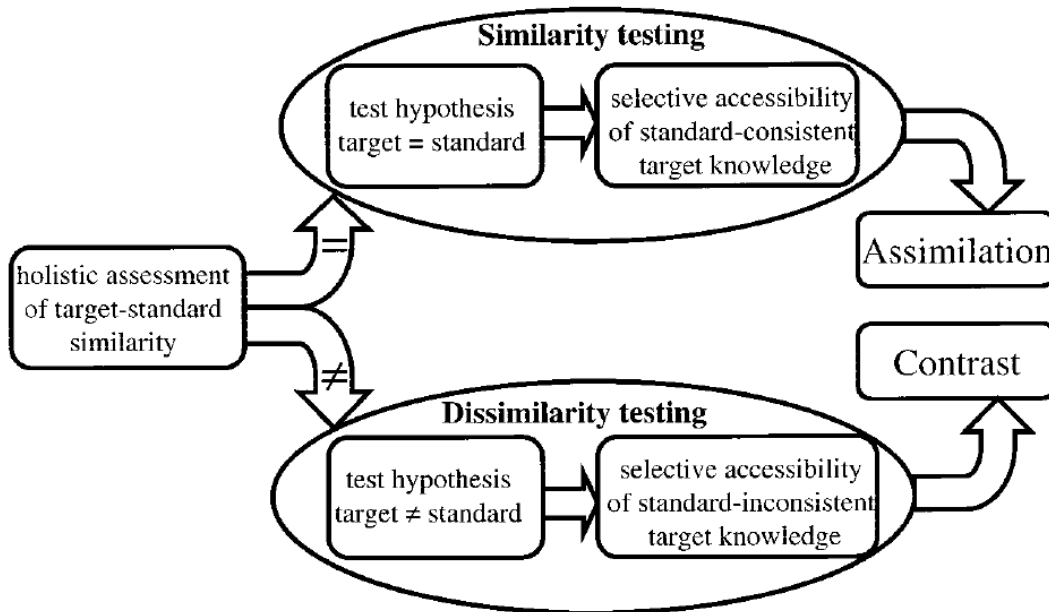 Similarity testing
test hypothesis
target = standard
selective accessibility
of standard-consistent
target knowledge
Assimilation
=
holistic assessment
of target-standard
similarity
≠
Contrast
Dissimilarity testing
test hypothesis
target ≠ standard
selective accessibility
of standard-inconsistent
target knowledge